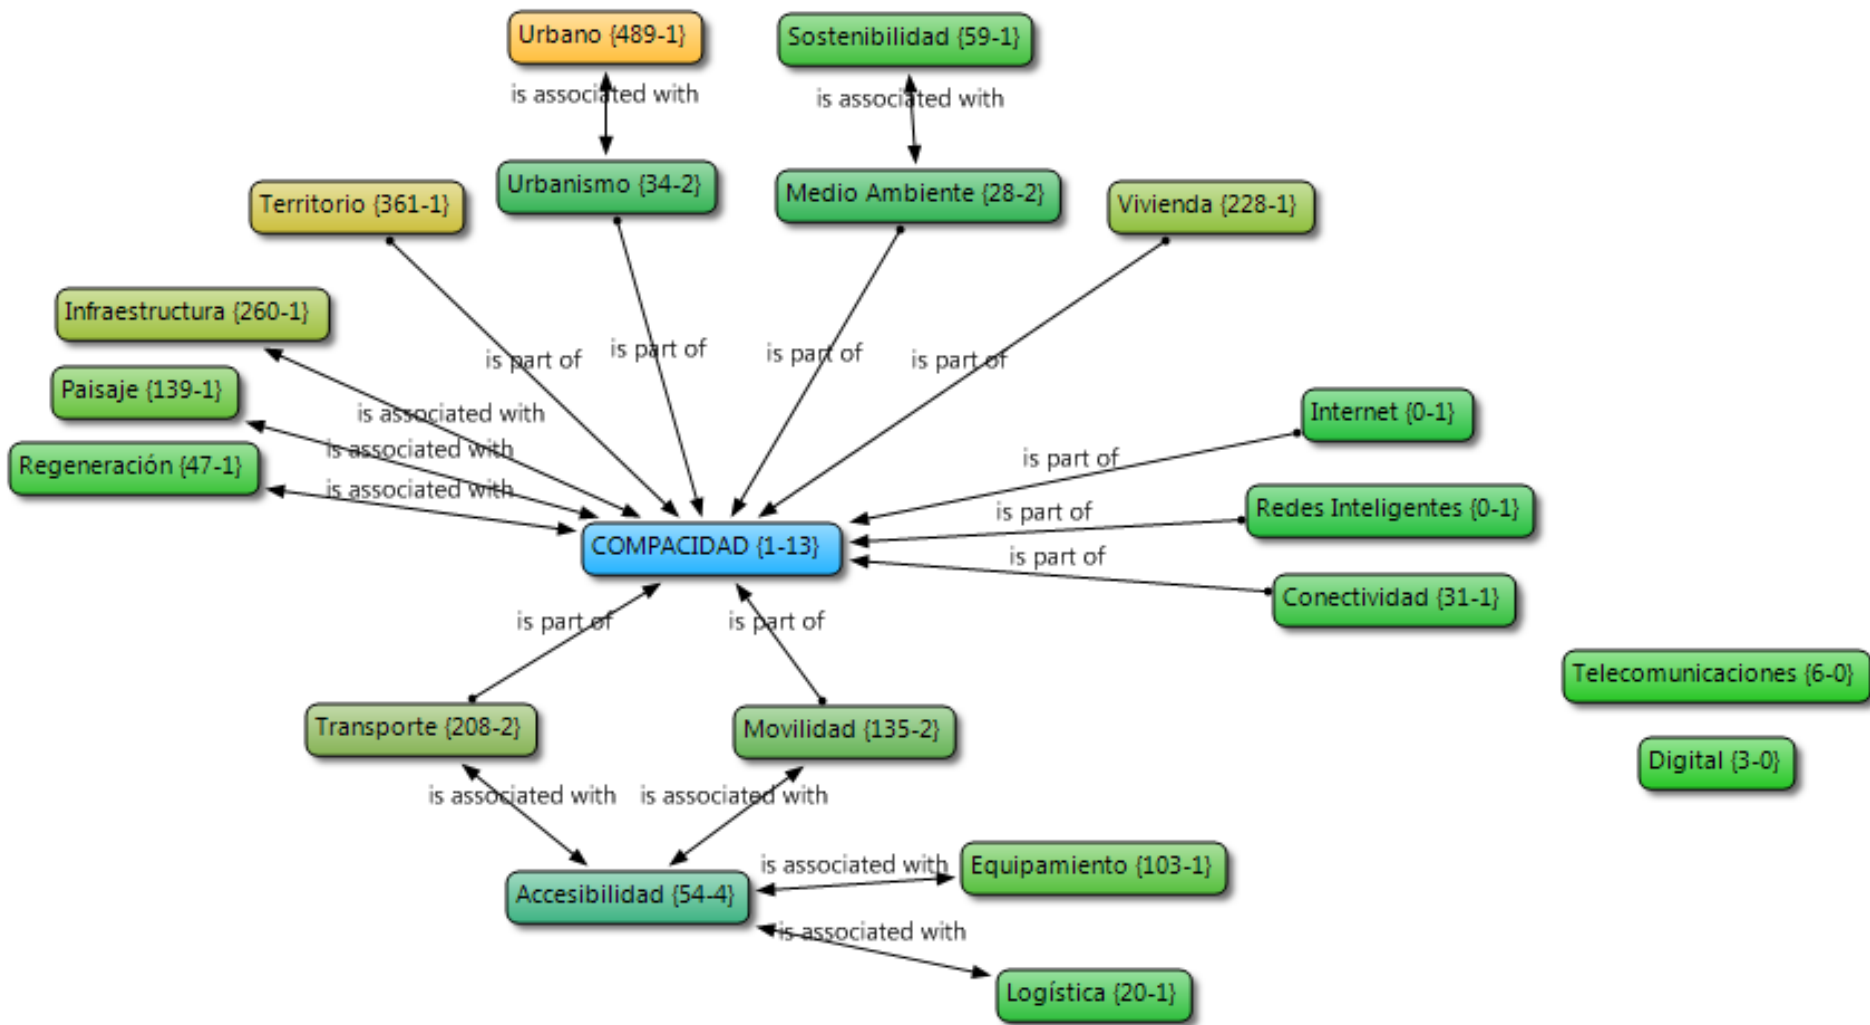 Urbano {489-1}
Sostenibilidad {59-1}
is associated with
is associated with
Urbanismo {34-2}
Medio Ambiente {28-2}
Territorio {361-1}
Vivienda {228-1}
Infraestructura {260-1}
is part of
is part of
is part of
is part of
Paisaje {139-1}
is associated with
Internet {0-1}
is associated with
is part of
Regeneración {47-1}
is associated with
is part of
Redes Inteligentes {0-1}
COMPACIDAD {1-13}
is part of
Conectividad {31-1}
is part of
is part of
Telecomunicaciones {6-0}
Transporte {208-2}
Movilidad {135-2}
Digital {3-0}
is associated with
is associated with
is associated with
Equipamiento {103-1}
Accesibilidad {54-4}
is associated with
Logística {20-1}